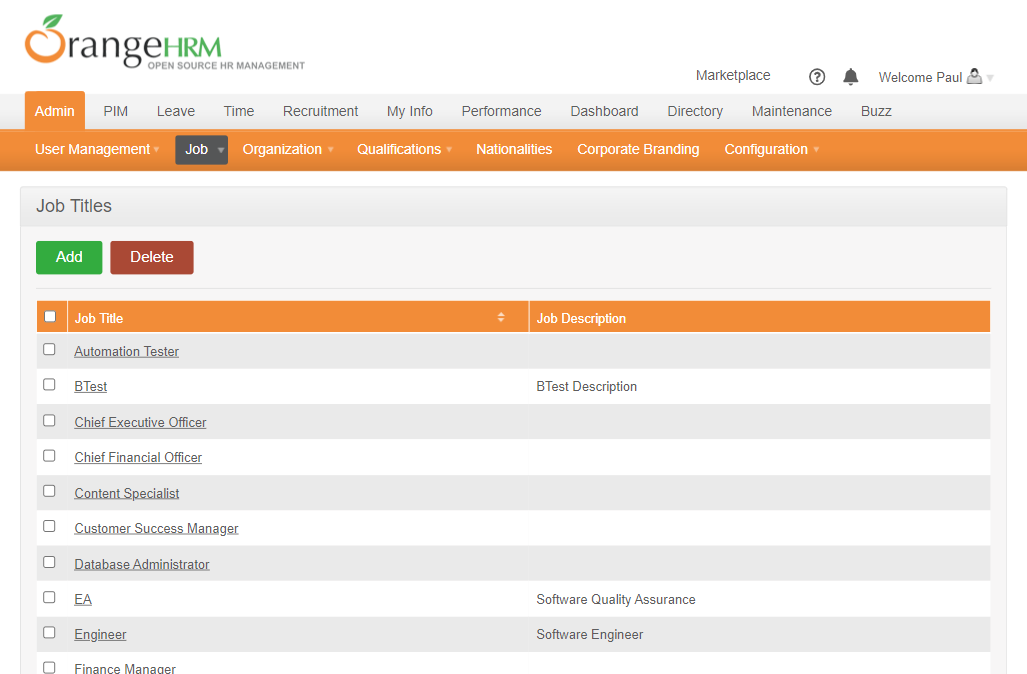 OrangeHRM
OPEN SOURCE HR MANAGEMENT
Marketplace ? Welcome Paul
Admin PIM Leave Time Recruitment My Info Performance Dashboard Directory Maintenance Buzz
User Management Job Organization Qualifications Nationalities Corporate Branding Configuration
Job Titles
Add Delete
Job Title Job Description
Automation Tester
BTest BTest Description
Chief Executive Officer
Chief Financial Officer
Content Specialist
Customer Success Manager
Database Administrator
EA Software Quality Assurance
Engineer Software Engineer
Finance Manager